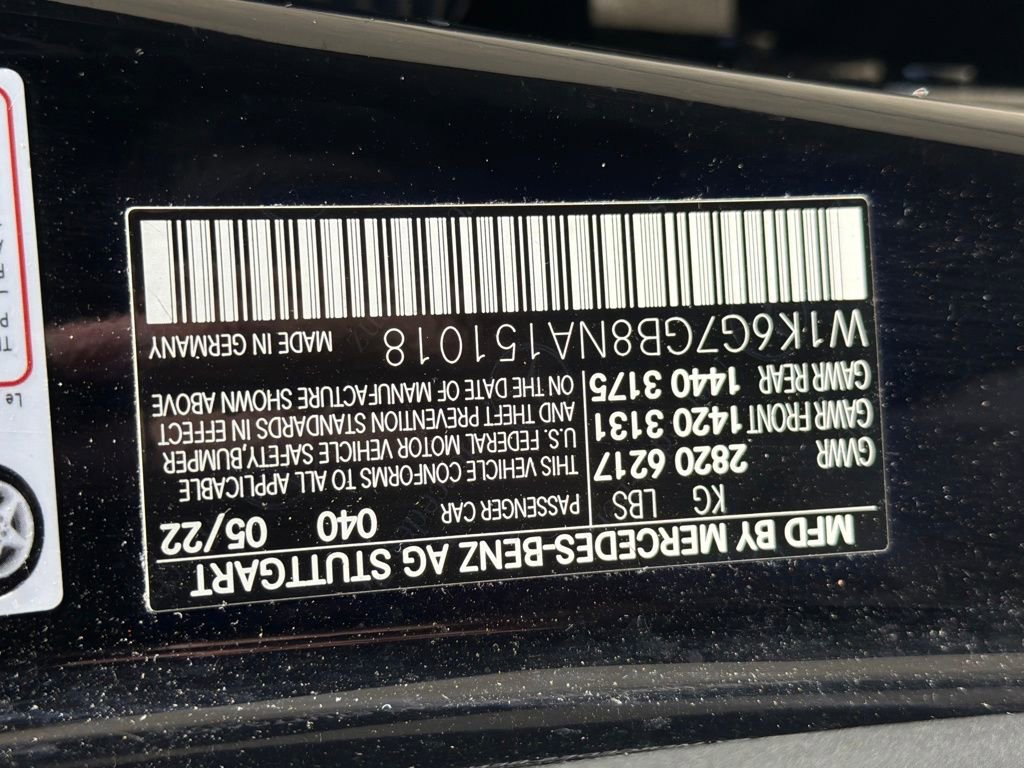 MFD BY MERCEDES-BENZ AG STUTTGART
KG LBS
GVWR 2820 6217
GAWR FRONT 1420 3131
GAWR REAR 1440 3175
PASSENGER CAR 040 05/22
THIS VEHICLE CONFORMS TO ALL APPLICABLE
U.S. FEDERAL MOTOR VEHICLE SAFETY,BUMPER
AND THEFT PREVENTION STANDARDS IN EFFECT
ON THE DATE OF MANUFACTURE SHOWN ABOVE
W1K6G7GB8NA151018 MADE IN GERMANY
Le